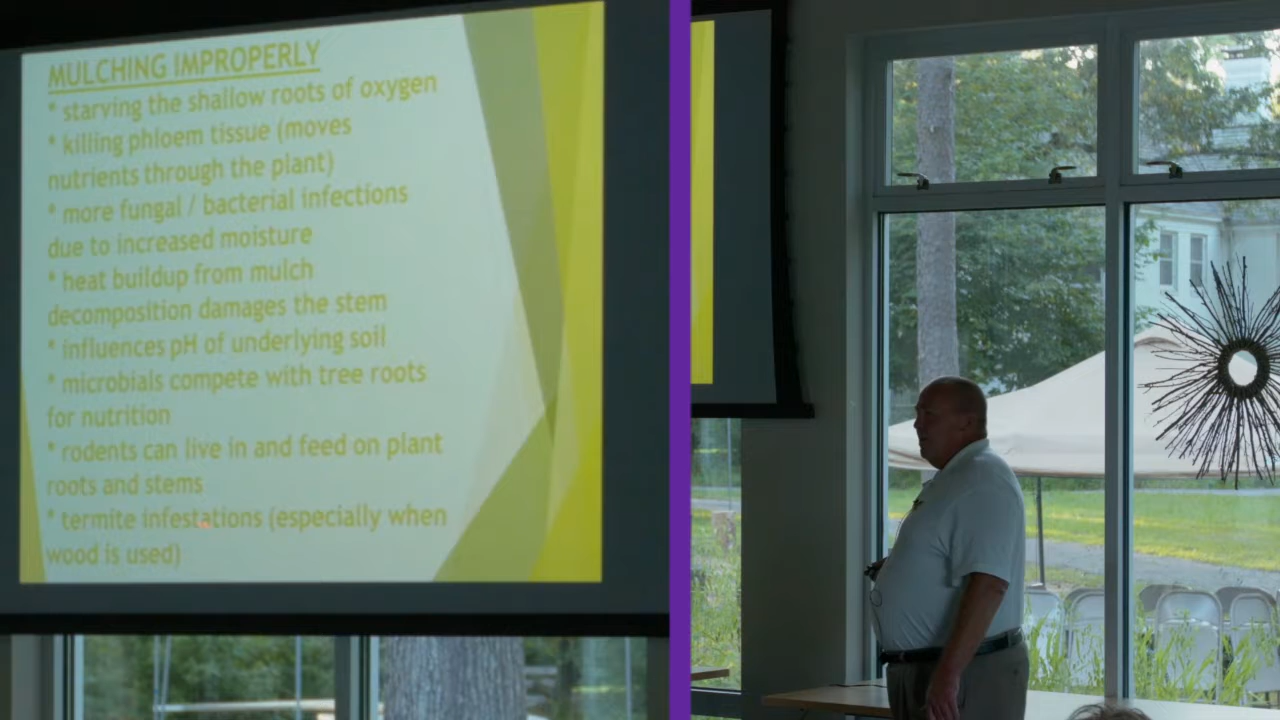 MULCHING IMPROPERLY
* starving the shallow roots of oxygen
* killing phloem tissue (moves
nutrients through the plant)
* more fungal / bacterial infections
due to increased moisture
* heat buildup from mulch
decomposition damages the stem
* influences pH of underlying soil
* microbials compete with tree roots
for nutrition
* rodents can live in and feed on plant
roots and stems
* termite infestations (especially when
wood is used)